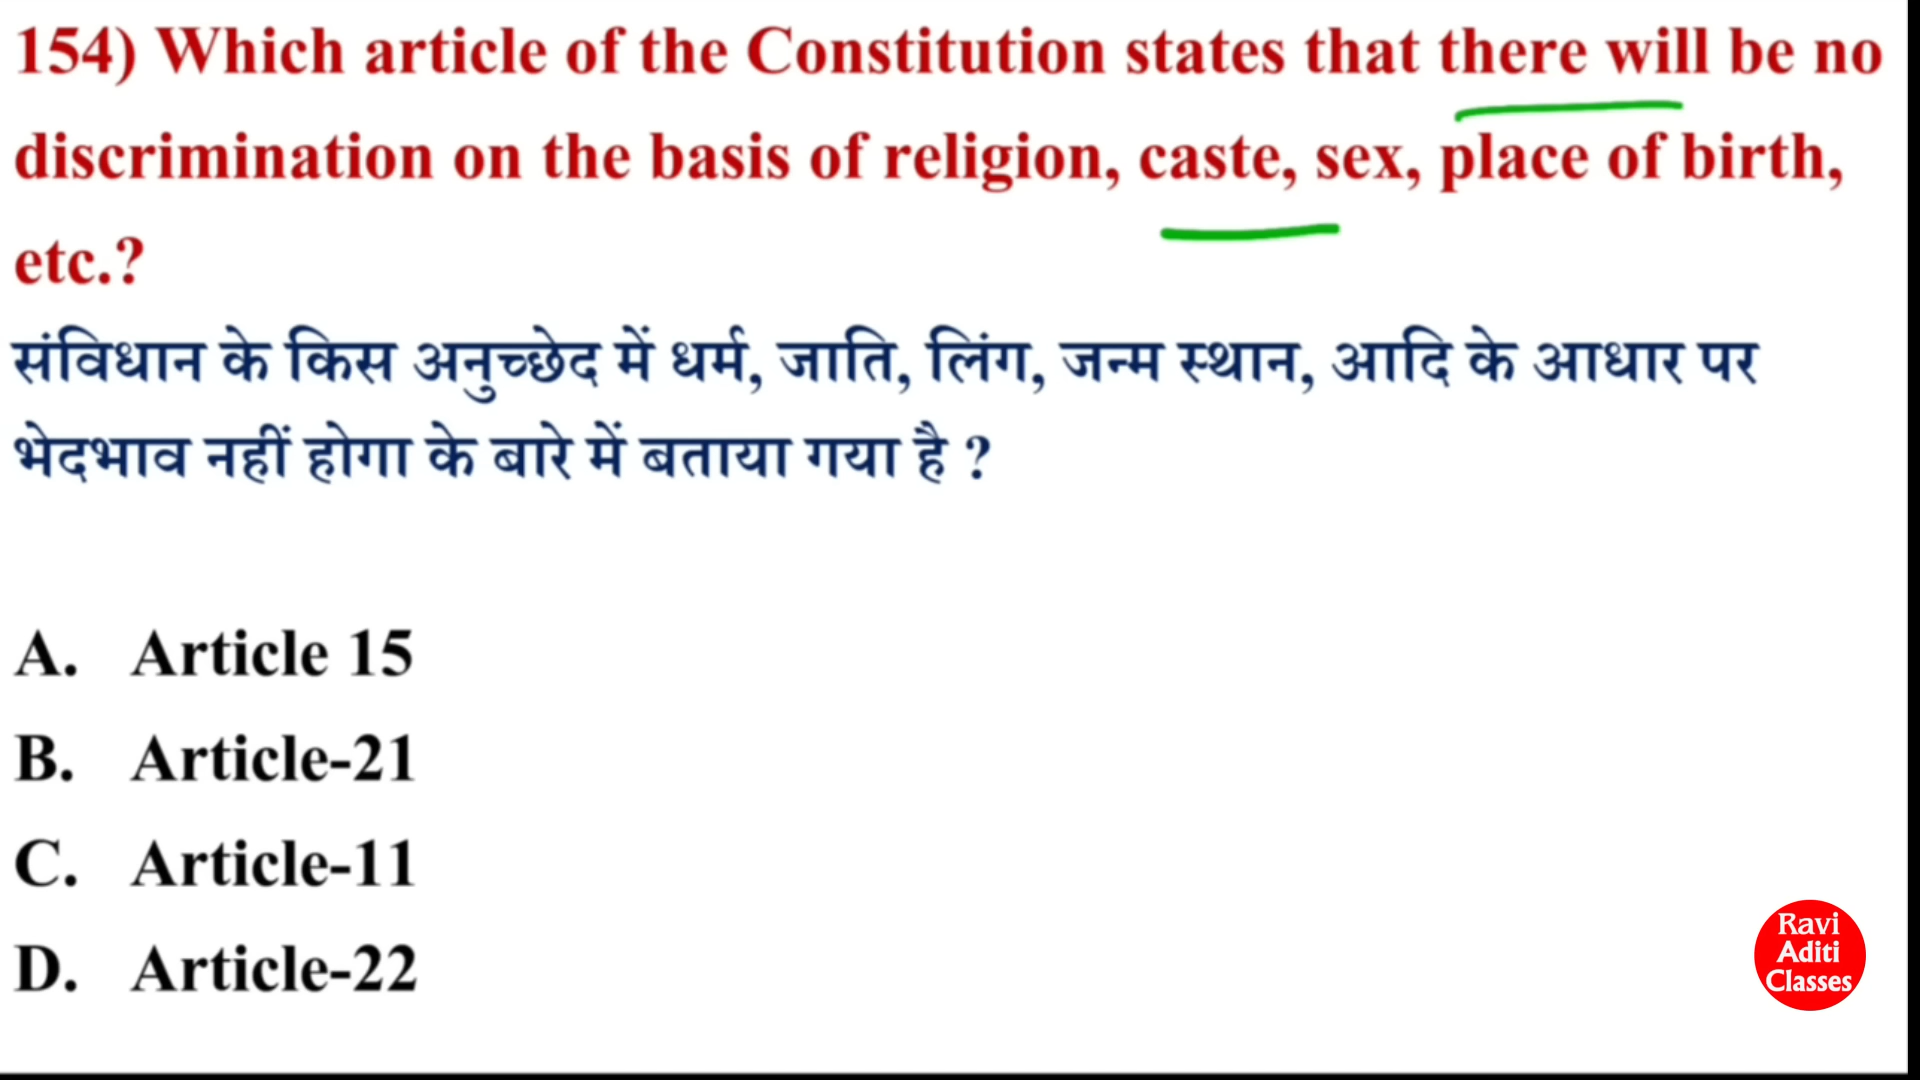 154) Which article of the Constitution states that there will be no
discrimination on the basis of religion, caste, sex, place of birth,
etc.?
संविधान के किस अनुच्छेद में धर्म, जाति, लिंग, जन्म स्थान, आदि के आधार पर
भेदभाव नहीं होगा के बारे में बताया गया है ?
A. Article 15
B. Article-21
C. Article-11
D. Article-22
Ravi
Aditi
Classes